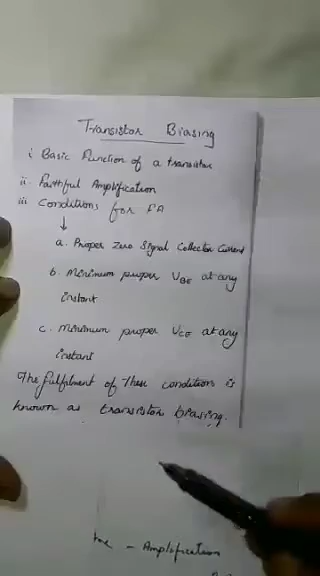 Transistor Biasing
i Basic Function of a transistor
ii Faithful Amplification
iii Conditions for FA
a. Proper Zero Signal Collector Current
b. Minimum proper VBE at any
instant
c. Minimum proper VCE at any
instant
The fulfilment of these conditions is
known as transistor biasing.
- Amplification